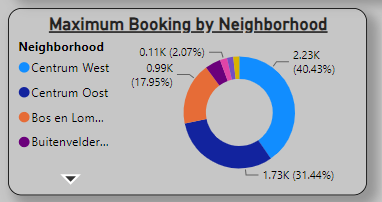 Maximum Booking by Neighborhood
Neighborhood
Centrum West
Centrum Oost
Bos en Lom...
Buitenvelder...
0.11K (2.07%)
0.99K
(17.95%)
2.23K
(40.43%)
1.73K (31.44%)